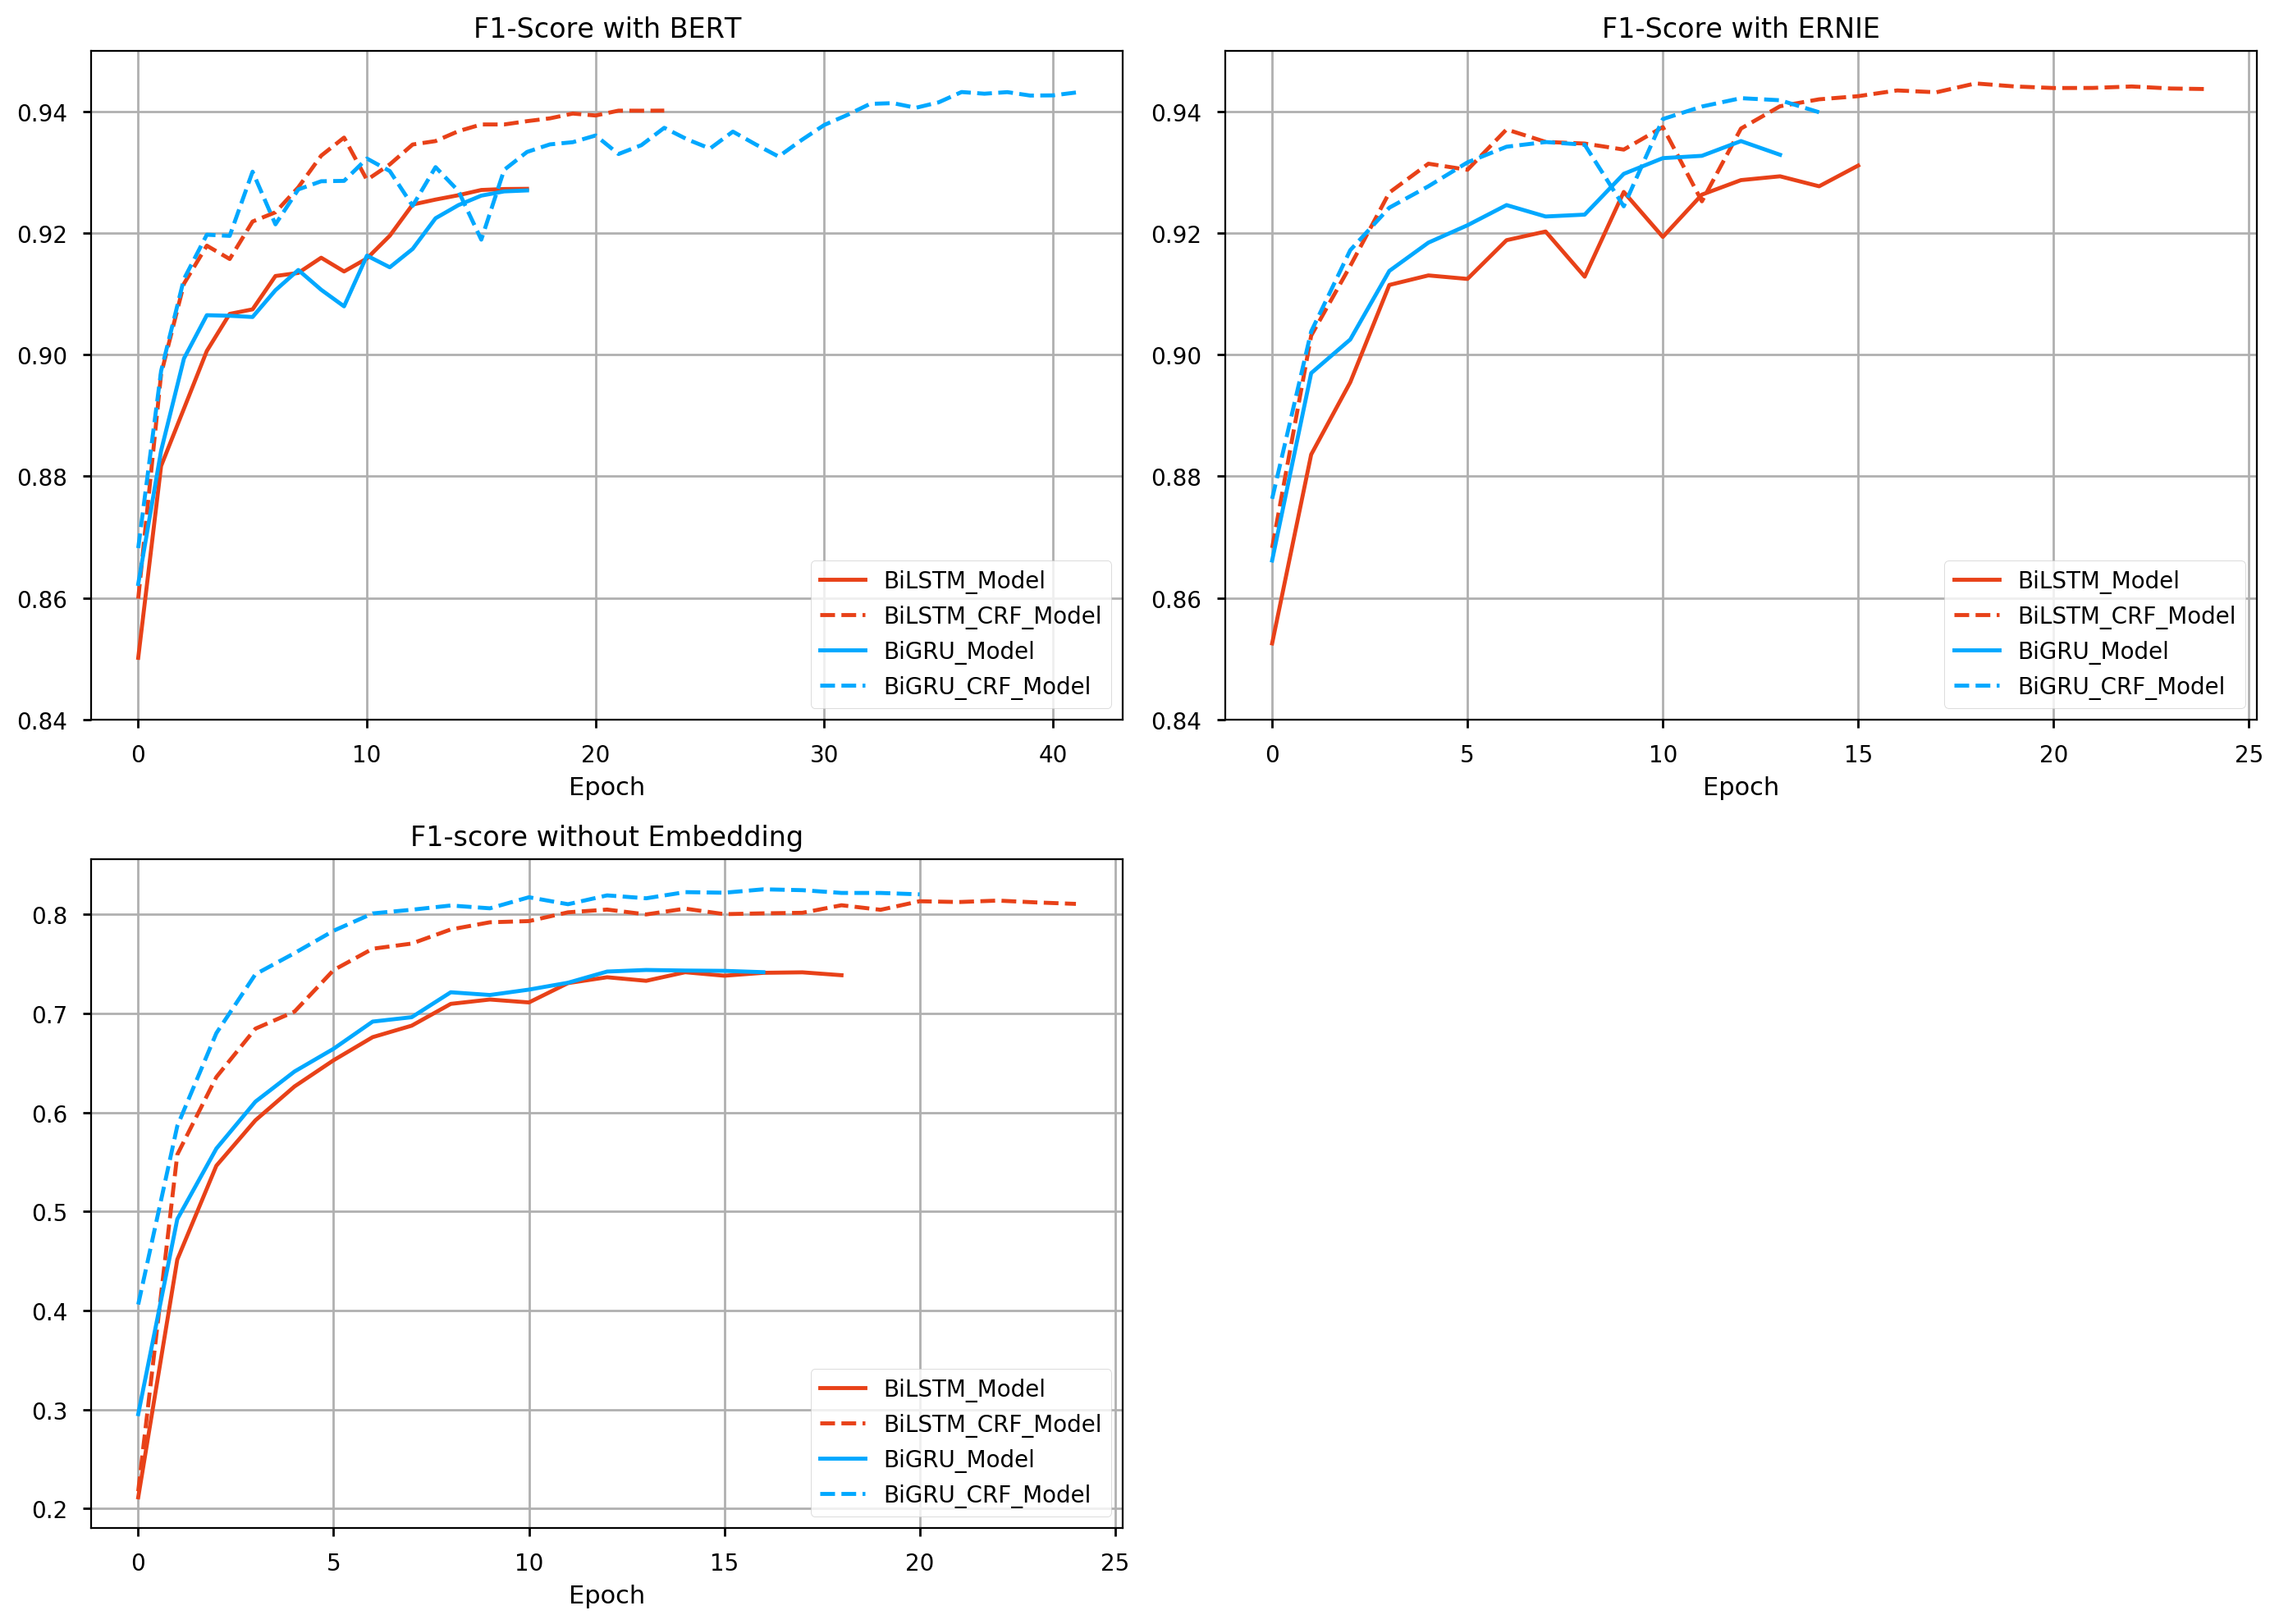 F1-Score with BERT
0.94
0.92
0.90
0.88
0.86
0.84
0 10 20 30 40
Epoch
BiLSTM_Model
BiLSTM_CRF_Model
BiGRU_Model
BiGRU_CRF_Model
F1-Score with ERNIE
0.94
0.92
0.90
0.88
0.86
0.84
0 5 10 15 20 25
Epoch
BiLSTM_Model
BiLSTM_CRF_Model
BiGRU_Model
BiGRU_CRF_Model
F1-score without Embedding
0.8
0.7
0.6
0.5
0.4
0.3
0.2
0 5 10 15 20 25
Epoch
BiLSTM_Model
BiLSTM_CRF_Model
BiGRU_Model
BiGRU_CRF_Model